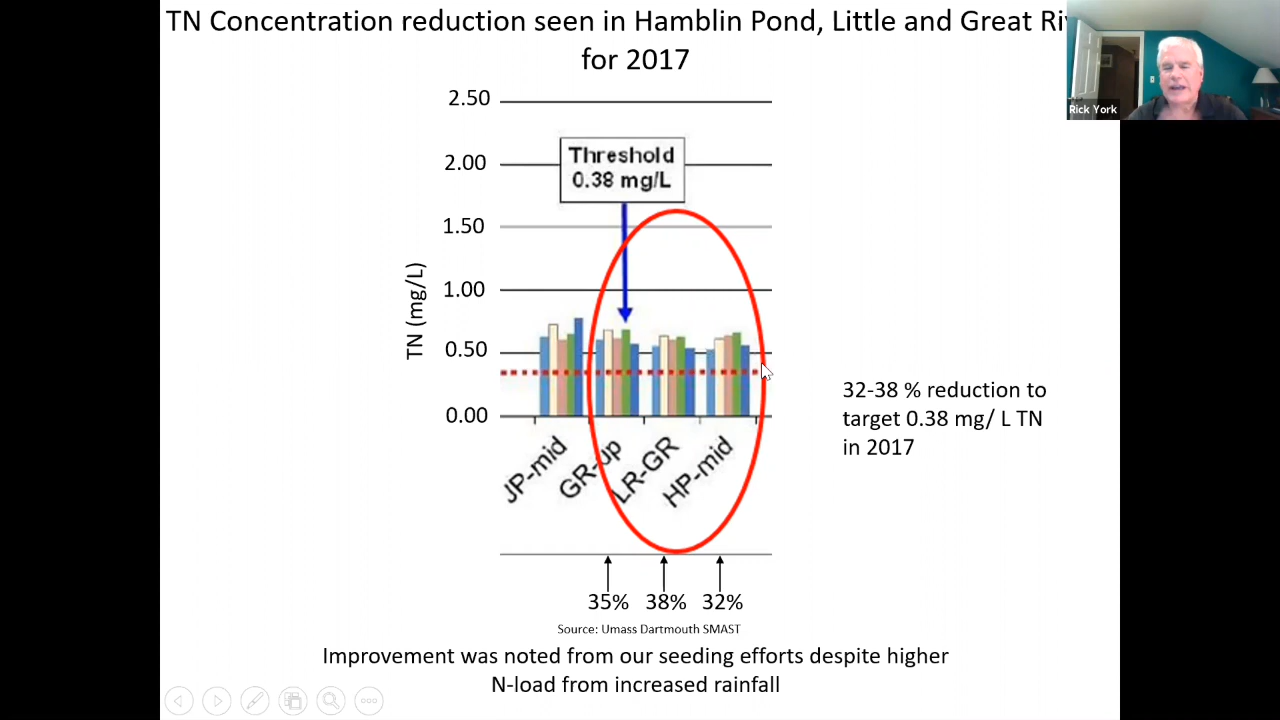 TN Concentration reduction seen in Hamblin Pond, Little and Great
for 2017
Rick York
2.50
2.00
1.50
1.00
0.50
0.00
TN (mg/L)
Threshold
0.38 mg/L
JP-mid
GR-up
LR-GR
HP-mid
32-38 % reduction to
target 0.38 mg/ L TN
in 2017
35% 38% 32%
Source: Umass Dartmouth SMAST
Improvement was noted from our seeding efforts despite higher
N-load from increased rainfall